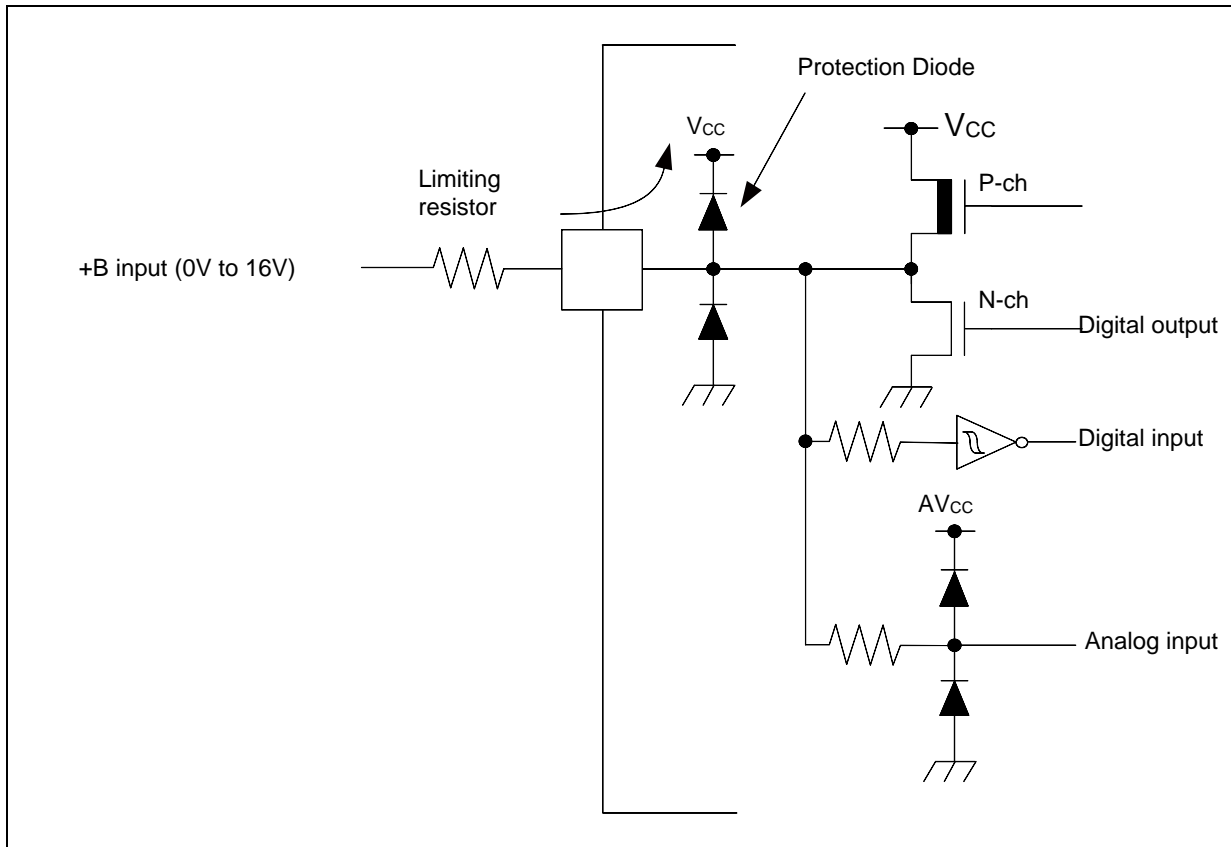 Protection Diode
VCC
VCC
Limiting
resistor
P-ch
+B input (0V to 16V)
N-ch
Digital output
Digital input
AVCC
Analog input